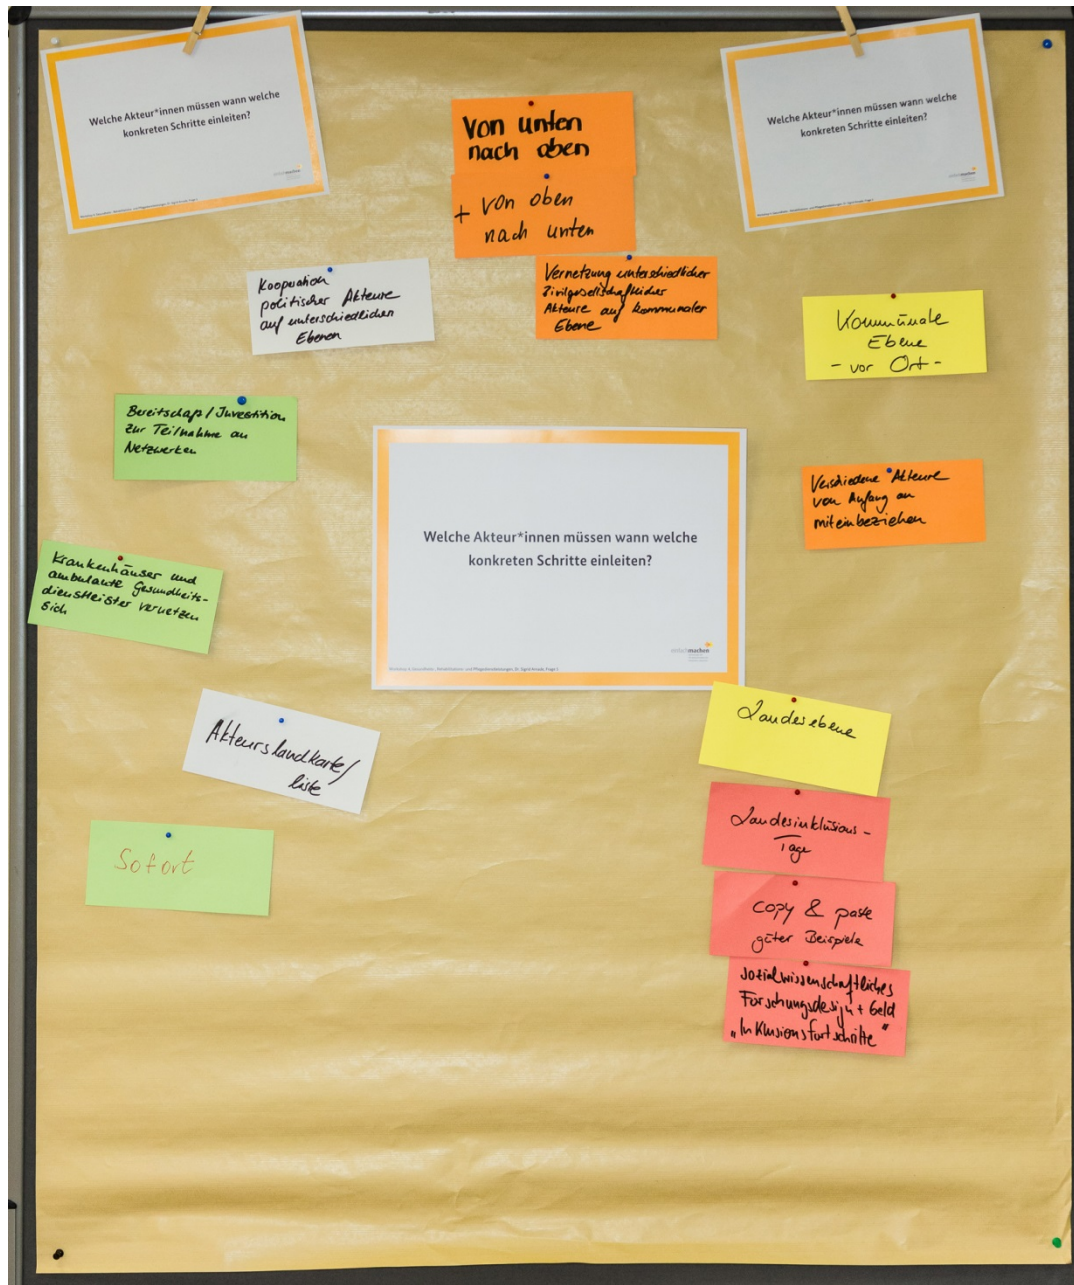 Welche Akteur*innen müssen wann welche
konkreten Schritte einleiten?
einfachmachen
Welche Akteur*innen müssen wann welche
konkreten Schritte einleiten?
einfachmachen
Von unten
nach oben
+ von oben
nach unten
Kooperation
politischer Akteure
auf unterschiedlichen
Ebenen
Vernetzung unterschiedlicher
zivilgesellschaftlicher
Akteure auf kommunaler
Ebene
Kommunale
Ebene
- vor Ort -
Bereitschaft/Investition
zur Teilnahme an
Netzwerken
Verschiedene Akteure
von Anfang an
miteinbeziehen
Welche Akteur*innen müssen wann welche
konkreten Schritte einleiten?
einfachmachen
Krankenhäuser und
ambulante Gesundheits-
dienstleister vernetzen
sich
Akteurslandkarte/
liste
Sofort
Landesebene
Landesinklusions-
Tage
copy & paste
guter Beispiele
sozialwissenschaftliches
Forschungsdesign + Geld
„Inklusionsfortschritte"